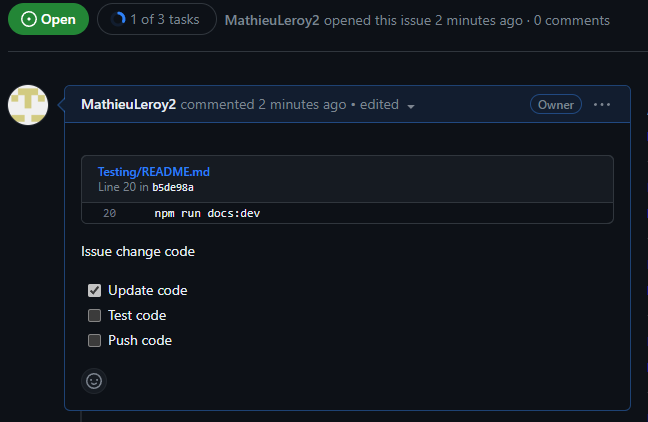 Open 1 of 3 tasks MathieuLeroy2 opened this issue 2 minutes ago · 0 comments
MathieuLeroy2 commented 2 minutes ago • edited Owner
Testing/README.md
Line 20 in b5de98a
20 npm run docs:dev
Issue change code
Update code
Test code
Push code